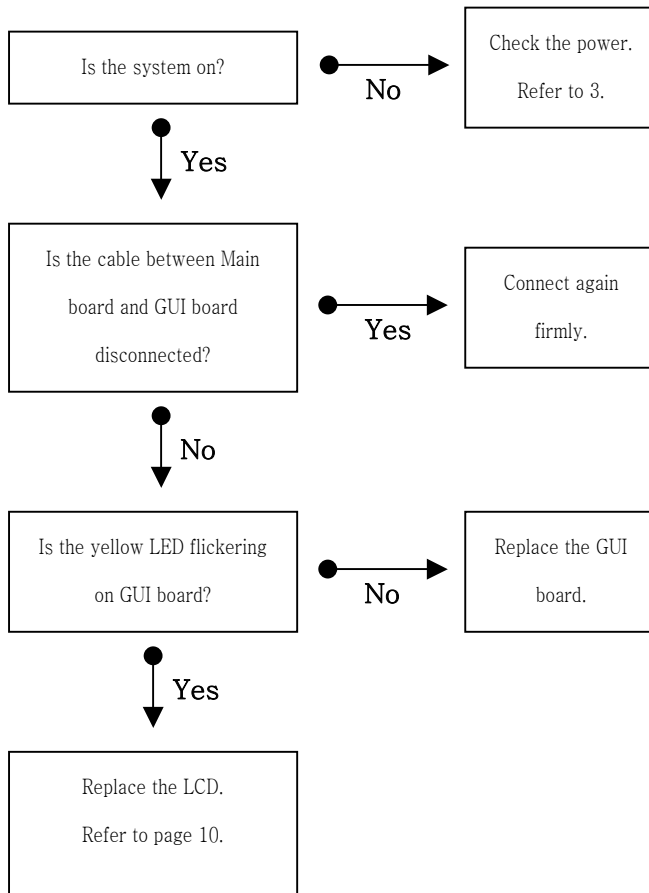 Is the system on?
No
Check the power.
Refer to 3.
Yes
Is the cable between Main
board and GUI board
disconnected?
Yes
Connect again
firmly.
No
Is the yellow LED flickering
on GUI board?
No
Replace the GUI
board.
Yes
Replace the LCD.
Refer to page 10.